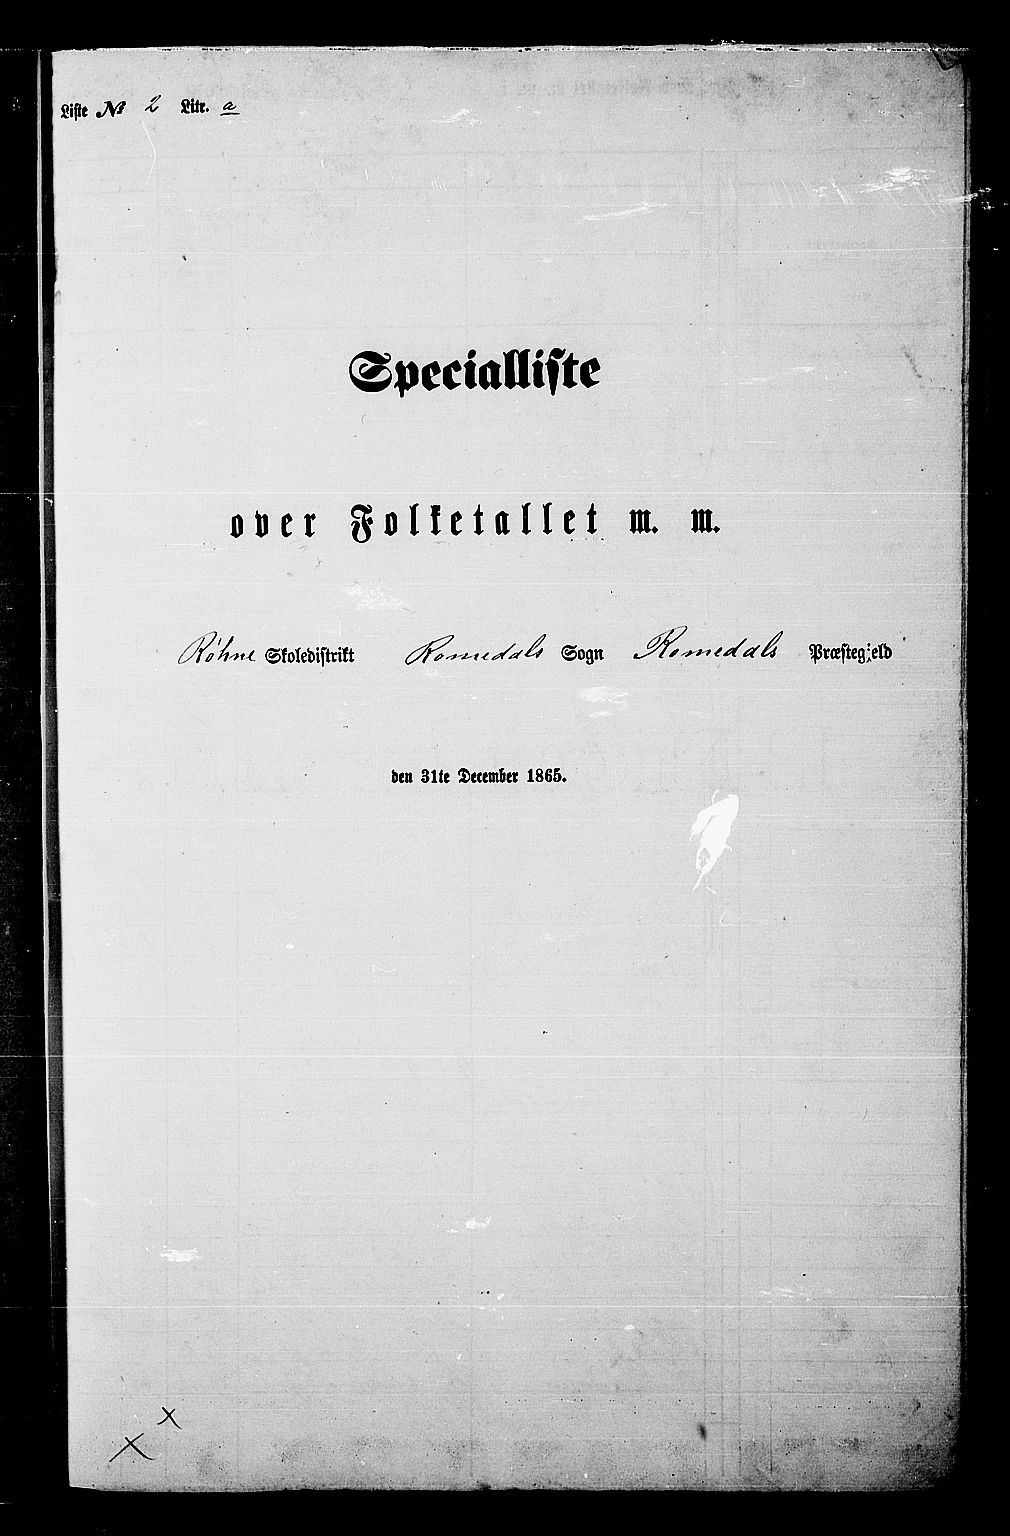 Liste № 2 Litr. a
Specialliste
over Folketallet m. m.
Røhne Skoledistrikt Romedals Sogn Romedals Præstegjeld
den 31te December 1865.
x
x